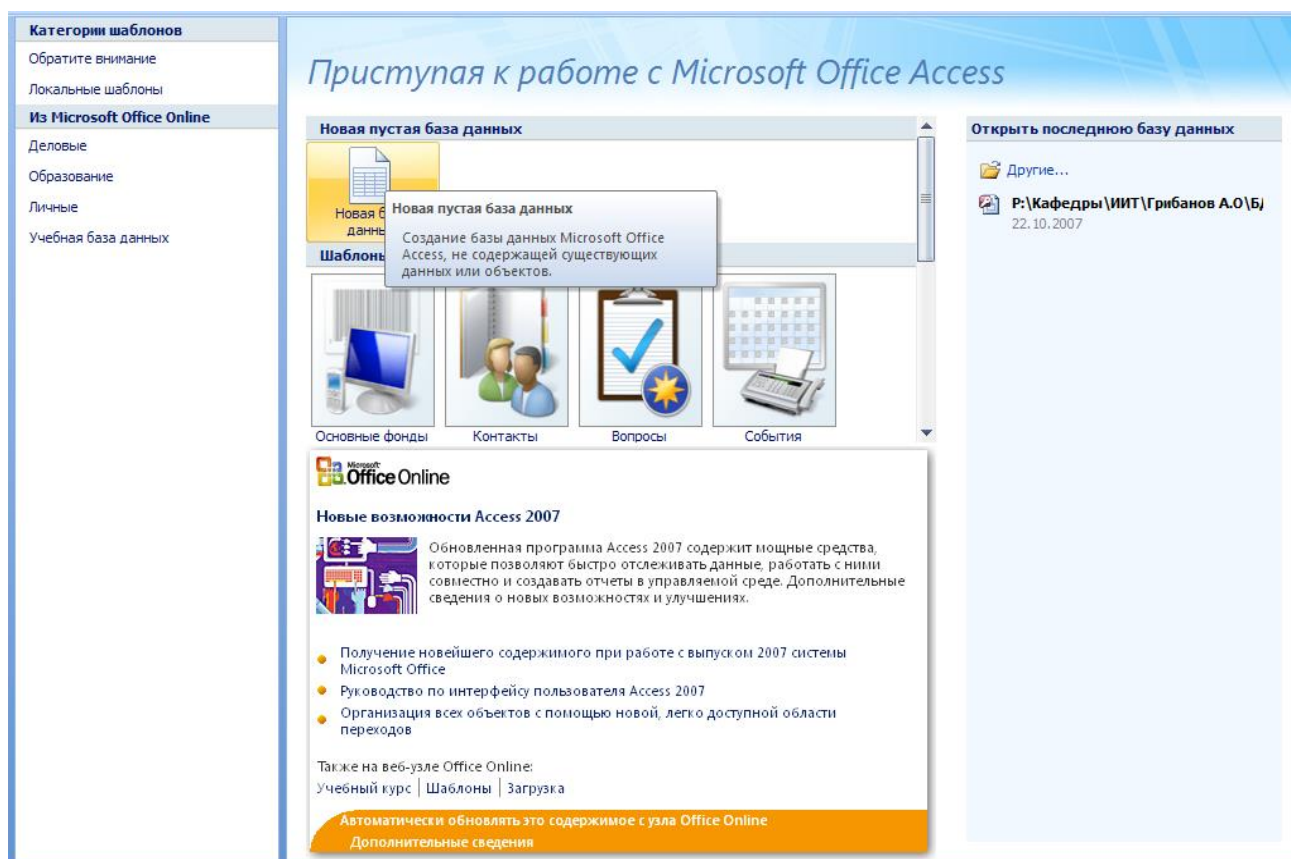 Категории шаблонов
Обратите внимание
Локальные шаблоны
Из Microsoft Office Online
Деловые
Образование
Личные
Учебная база данных
Приступая к работе с Microsoft Office Access
Новая пустая база данных
Новая
Новая пустая база данных
Создание базы данных Microsoft Office
Access, не содержащей существующих
данных или объектов.
Основные фонды
Контакты
Вопросы
События
Microsoft
Office Online
Новые возможности Access 2007
Обновленная программа Access 2007 содержит мощные средства,
которые позволяют быстро отслеживать данные, работать с ними
совместно и создавать отчеты в управляемой среде. Дополнительные
сведения о новых возможностях и улучшениях.
Получение новейшего содержимого при работе с выпуском 2007 системы
Microsoft Office
Руководство по интерфейсу пользователя Access 2007
Организация всех объектов с помощью новой, легко доступной области
переходов
Также на веб-узле Office Online:
Учебный курс | Шаблоны | Загрузка
Автоматически обновлять это содержимое с узла Office Online
Дополнительные сведения
Открыть последнюю базу данных
Другие...
P:\Кафедры\ИИТ\Грибанов А.О\Б
22.10.2007